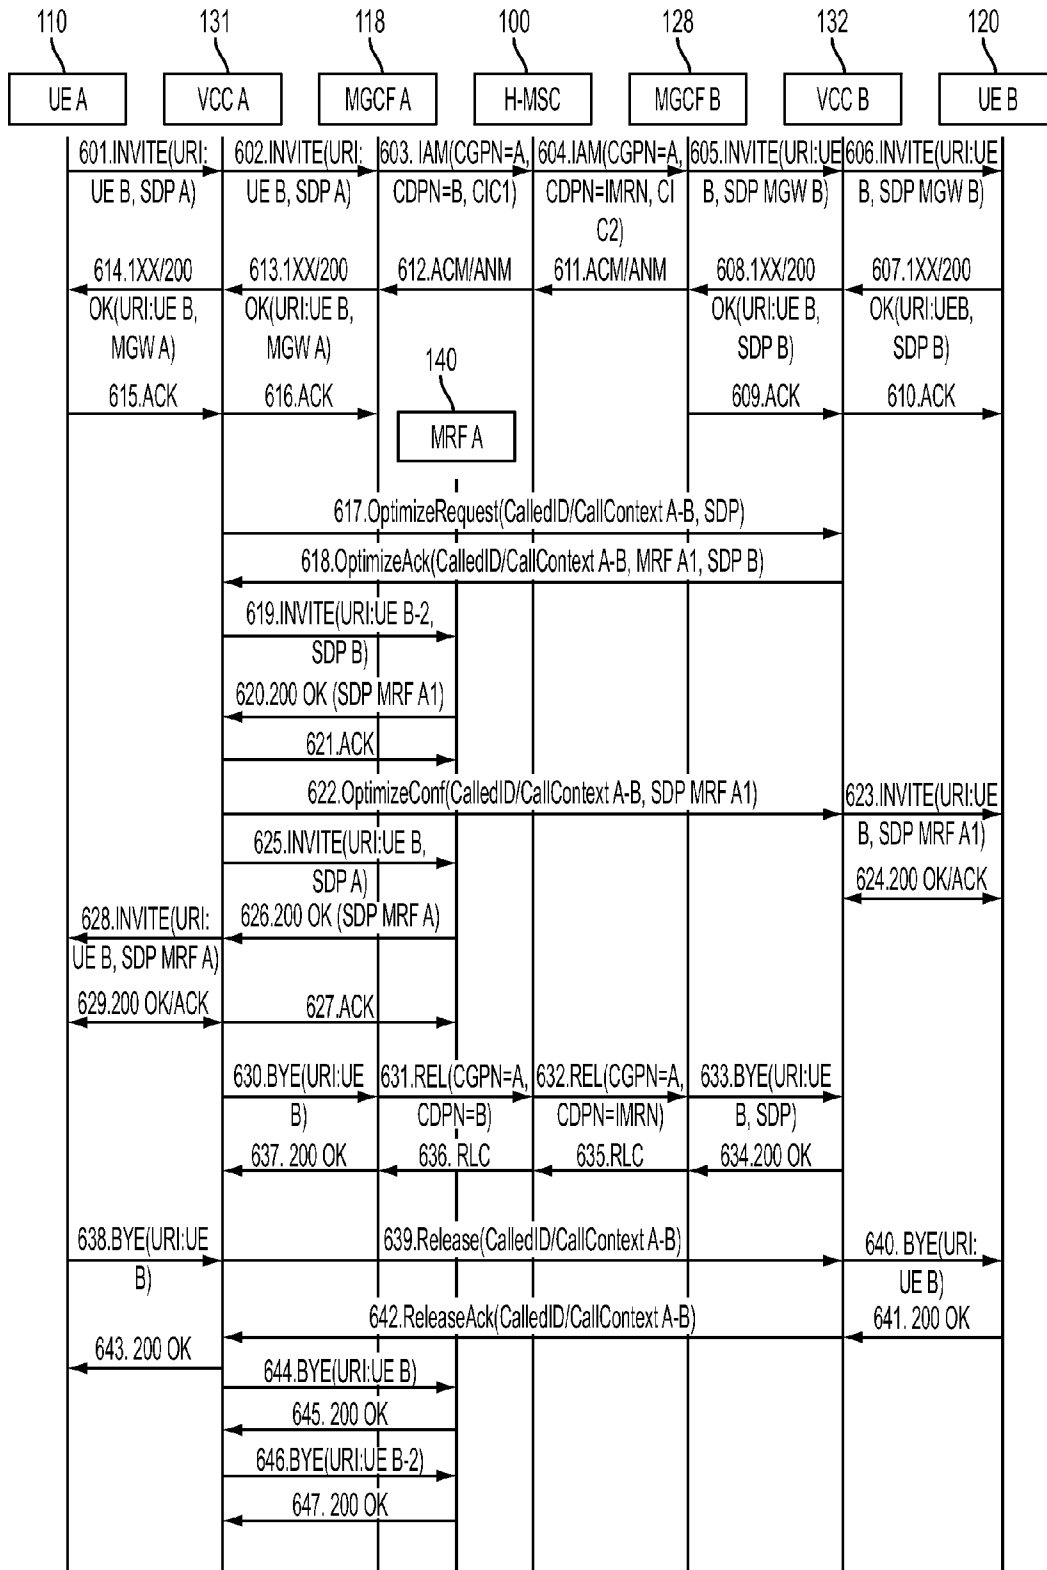 110 131 118 100 128 132 120
UE A VCC A MGCF A H-MSC MGCF B VCC B UE B
601.INVITE(URI: 602.INVITE(URI: 603. IAM(CGPN=A, 604.IAM(CGPN=A, 605.INVITE(URI:UE 606.INVITE(URI:UE
UE B, SDP A) UE B, SDP A) CDPN=B, CIC1) CDPN=IMRN, CI B, SDP MGW B) B, SDP MGW B)
C2)
614.1XX/200 613.1XX/200 612.ACM/ANM 611.ACM/ANM 608.1XX/200 607.1XX/200
OK(URI:UE B, OK(URI:UE B, OK(URI:UE B, OK(URI:UEB,
MGW A) MGW A) SDP B) SDP B)
140
615.ACK 616.ACK 609.ACK 610.ACK
MRF A
617.OptimizeRequest(CalledID/CallContext A-B, SDP)
618.OptimizeAck(CalledID/CallContext A-B, MRF A1, SDP B)
619.INVITE(URI:UE B-2,
SDP B)
620.200 OK (SDP MRF A1)
621.ACK
622.OptimizeConf(CalledID/CallContext A-B, SDP MRF A1) 623.INVITE(URI:UE
B, SDP MRF A1)
625.INVITE(URI:UE B,
SDP A)
624.200 OK/ACK
628.INVITE(URI: 626.200 OK (SDP MRF A)
UE B, SDP MRF A)
629.200 OK/ACK 627.ACK
630.BYE(URI:UE 631.REL(CGPN=A, 632.REL(CGPN=A, 633.BYE(URI:UE
B) CDPN=B) CDPN=IMRN) B, SDP)
637. 200 OK 636. RLC 635.RLC 634.200 OK
638.BYE(URI:UE 639.Release(CalledID/CallContext A-B) 640. BYE(URI:
B) UE B)
642.ReleaseAck(CalledID/CallContext A-B) 641. 200 OK
643. 200 OK
644.BYE(URI:UE B)
645. 200 OK
646.BYE(URI:UE B-2)
647. 200 OK